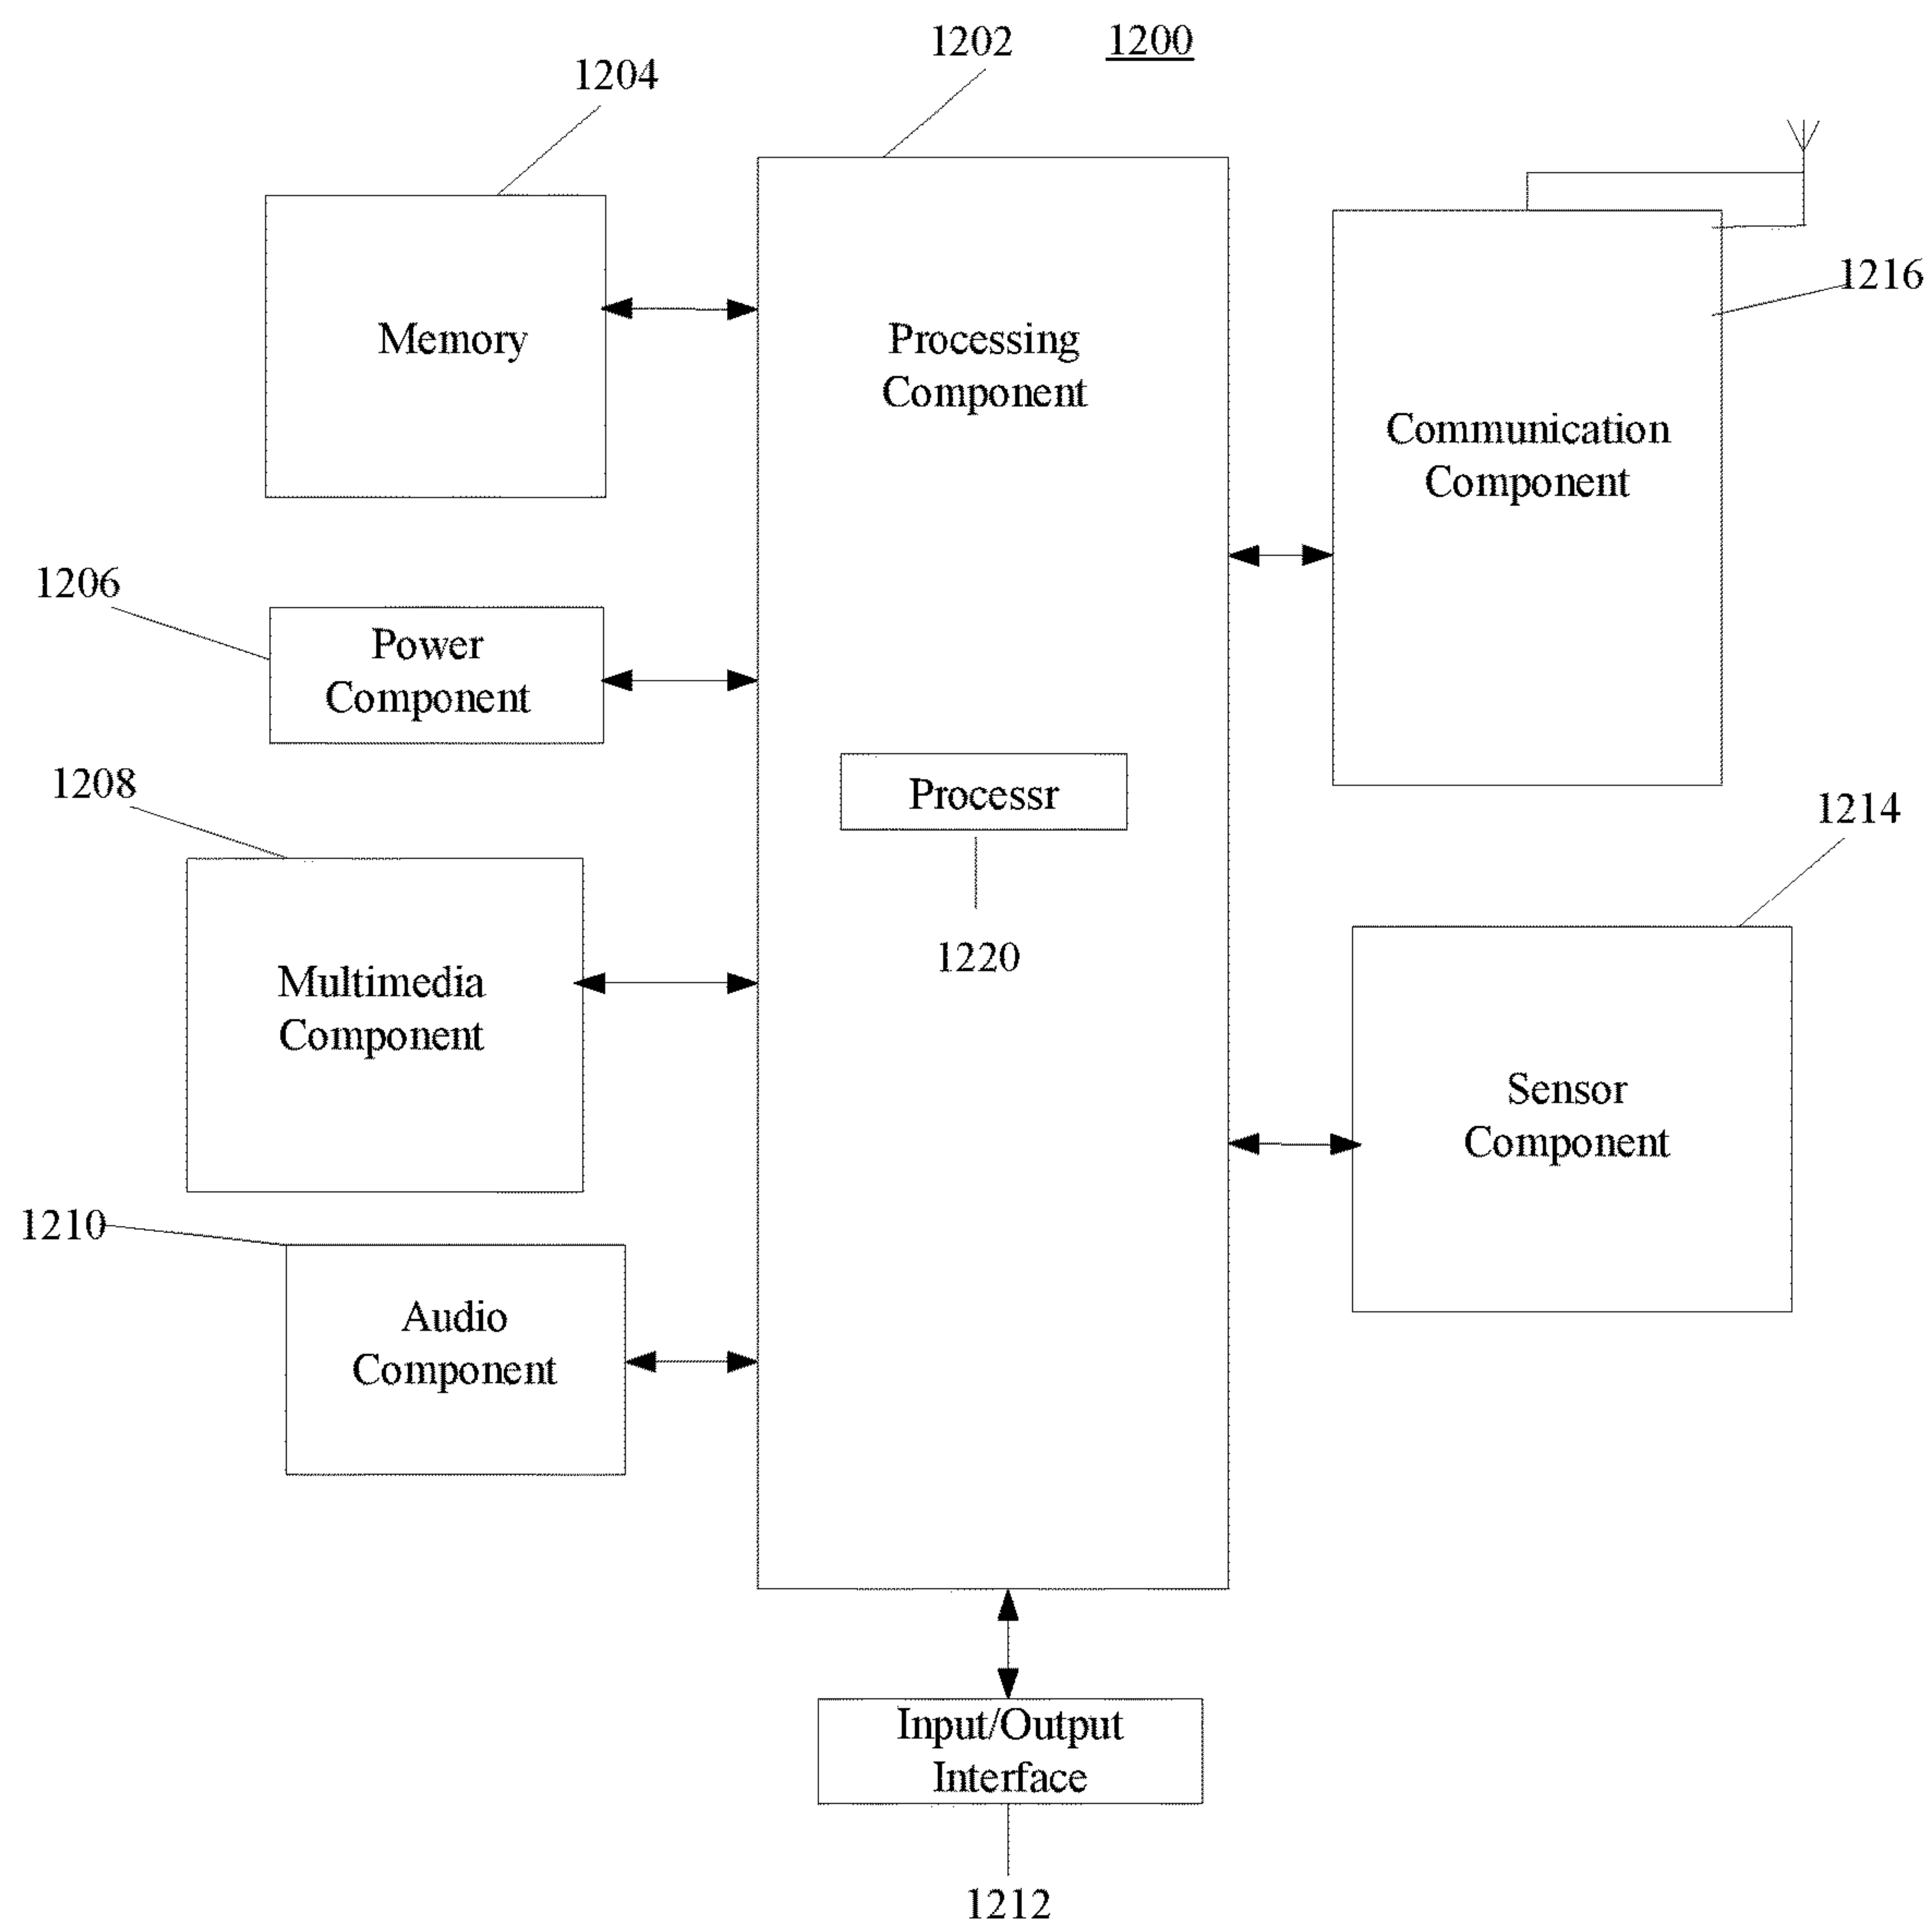 1202
1200
1204
1216
Memory
Processing
Component
Communication
Component
1206
Power
Component
1208
Processr
1214
1220
Multimedia
Component
Sensor
Component
1210
Audio
Component
Input/Output
Interface
1212